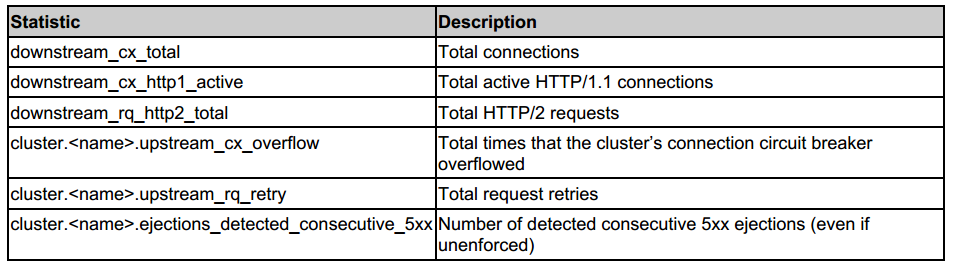 Statistic Description
downstream_cx_total Total connections
downstream_cx_http1_active Total active HTTP/1.1 connections
downstream_rq_http2_total Total HTTP/2 requests
cluster.<name>.upstream_cx_overflow Total times that the cluster’s connection circuit breaker
overflowed
cluster.<name>.upstream_rq_retry Total request retries
cluster.<name>.ejections_detected_consecutive_5xx Number of detected consecutive 5xx ejections (even if
unenforced)